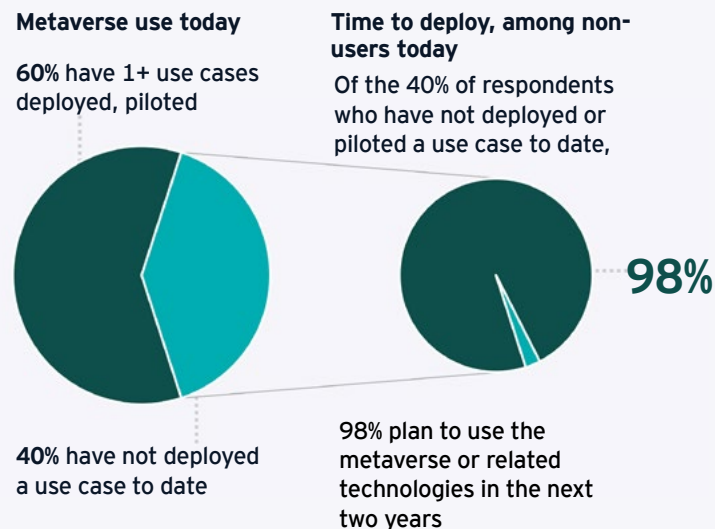 Metaverse use today
60% have 1+ use cases
deployed, piloted
40% have not deployed
a use case to date
Time to deploy, among non-
users today
Of the 40% of respondents
who have not deployed or
piloted a use case to date,
98%
98% plan to use the
metaverse or related
technologies in the next
two years